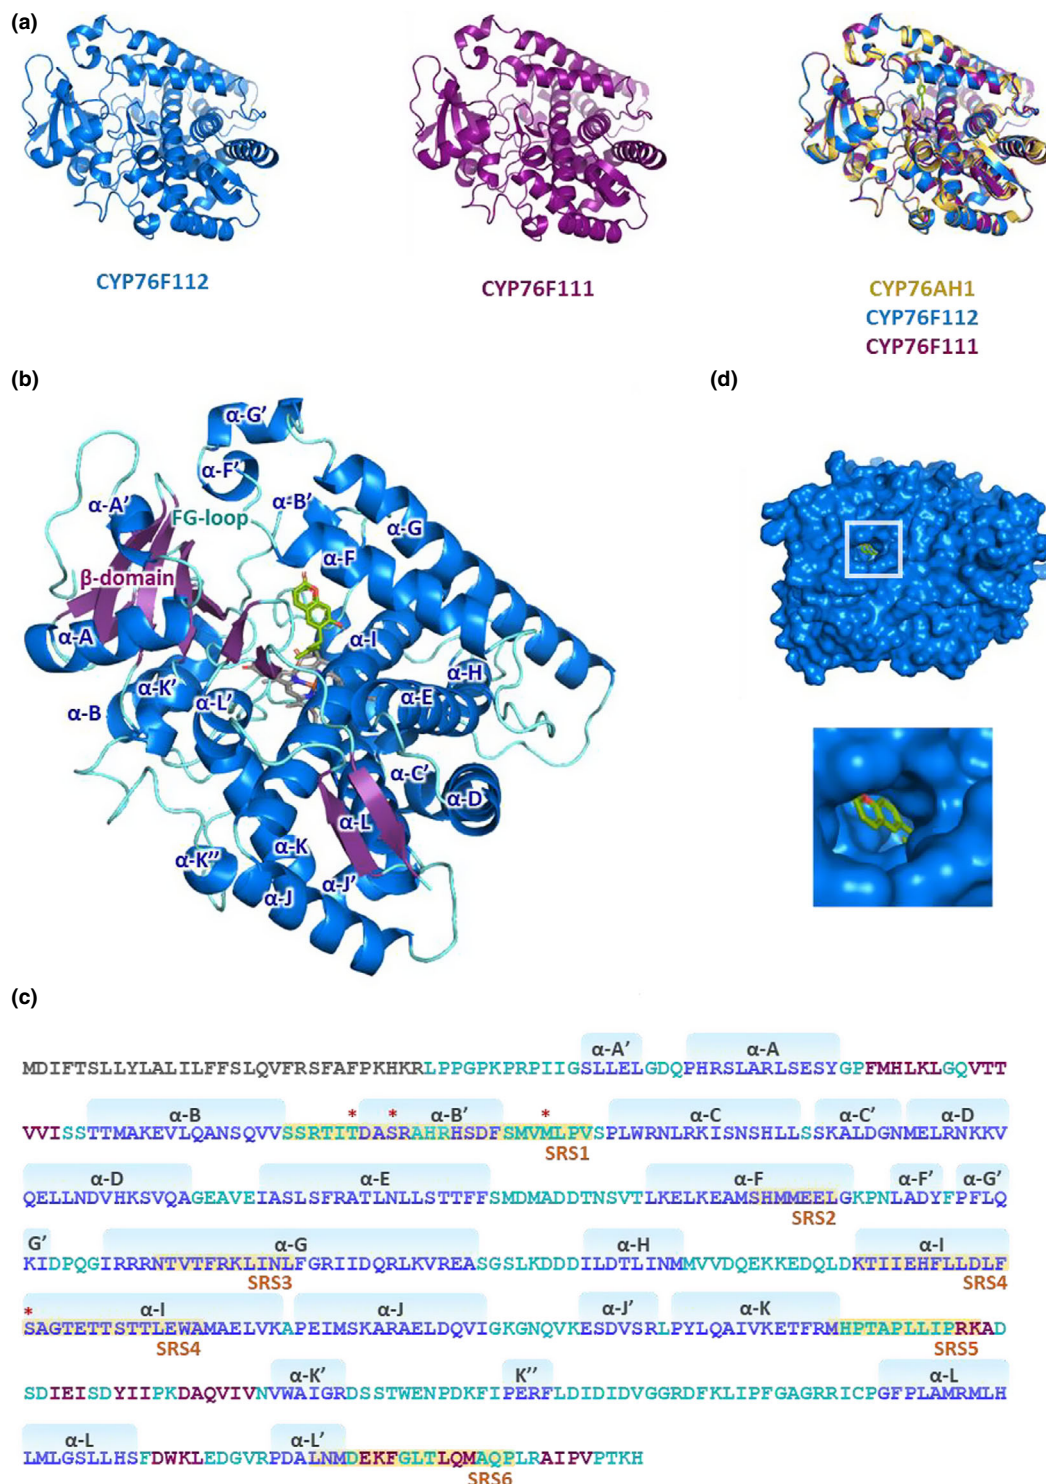 (a)
CYP76F112
CYP76F111
CYP76AH1
CYP76F112
CYP76F111
(b)
α-G’
α-F’
α-A’
α-B’
FG-loop
α-G
α-F
β-domain
α-A
α-I
α-H
α-K’
α-L’
α-E
α-B
α-C’
α-D
α-L
α-K
α-K’’
α-J’
α-J
(d)
(c)
α-A’ α-A
MDIFTSLLYLALILFFSLQVFRSFAFPKHKRLPPGPKPRPIIGSLLELGDQPHRSLARLSESYGPFMHLKLGQVTT
α-B * * α-B’ * α-C α-C’ α-D
VVISSTTMAKEVLQANSQVVSSRTITDASRAHRHSDFSMVMLPVSPLWRNLRKISNSHLLSSKALDGNMELRNKKV
SRS1
α-D α-E α-F α-F’ α-G’
QELLNDVHKSVQAGEAVEIASLSFRATLNLLSTTFFSMDMADDTNSVTLKELKEAMSHMMEELGKPNLADYFPFLQ
SRS2
G’ α-G α-H α-I
KIDPQGIRRRNTVTFRKLINLFGRIIDQRLKVREASGSLKDDDILDTLINMMVVDQEKKEDQLDKTIIEHFLLDLF
SRS3 SRS4
* α-I α-J α-J’ α-K
SAGTETTSTTLEWAMAELVKAPEIMSKARAELDQVIGKGNQVKESDVSRLPYLQAIVKETFRMHPTAPLLIPRKAD
SRS4 SRS5
α-K’ K’’ α-L
SDIEISDYIIPKDAQVIVNVWAIGRDSSTWENPDKFIPERFLDIDIDVGGRDFKLIPFGAGRRICPGFPLAMRMLH
α-L α-L’
LMLGSLLHSFDWKLEDGVRPDALNMDEKFGLTLQMAQPLRAIPVPTKH
SRS6